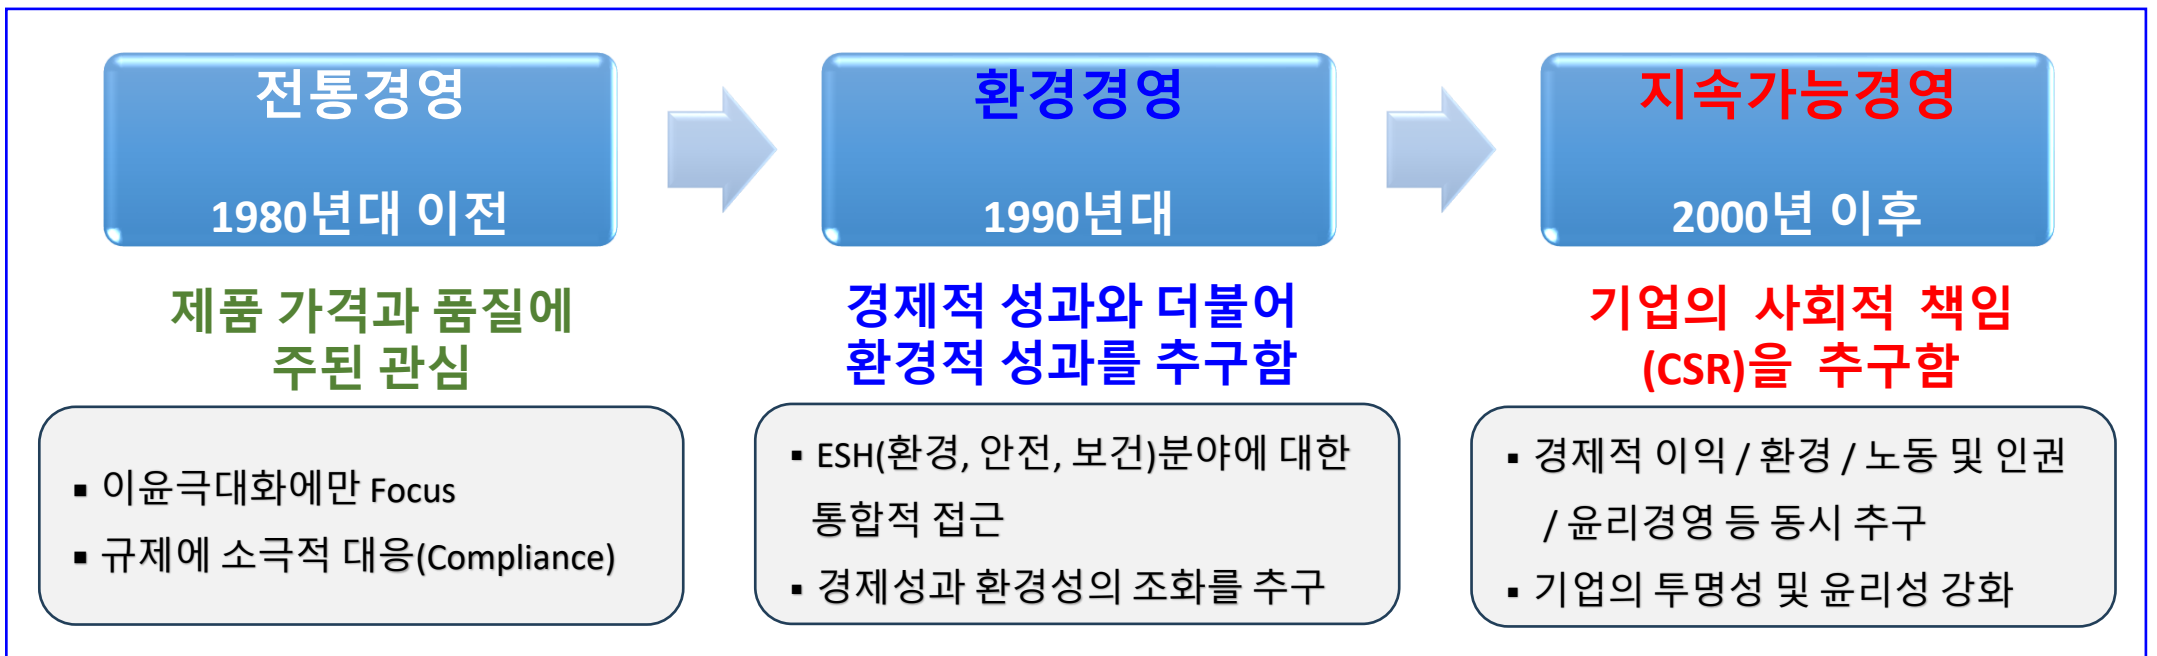 전통경영
1980년대 이전
제품 가격과 품질에
주된 관심
▪ 이윤극대화에만 Focus
▪ 규제에 소극적 대응(Compliance)
환경경영
1990년대
경제적 성과와 더불어
환경적 성과를 추구함
▪ ESH(환경, 안전, 보건)분야에 대한
통합적 접근
▪ 경제성과 환경성의 조화를 추구
지속가능경영
2000년 이후
기업의 사회적 책임
(CSR)을 추구함
▪ 경제적 이익 / 환경 / 노동 및 인권
/ 윤리경영 등 동시 추구
▪ 기업의 투명성 및 윤리성 강화